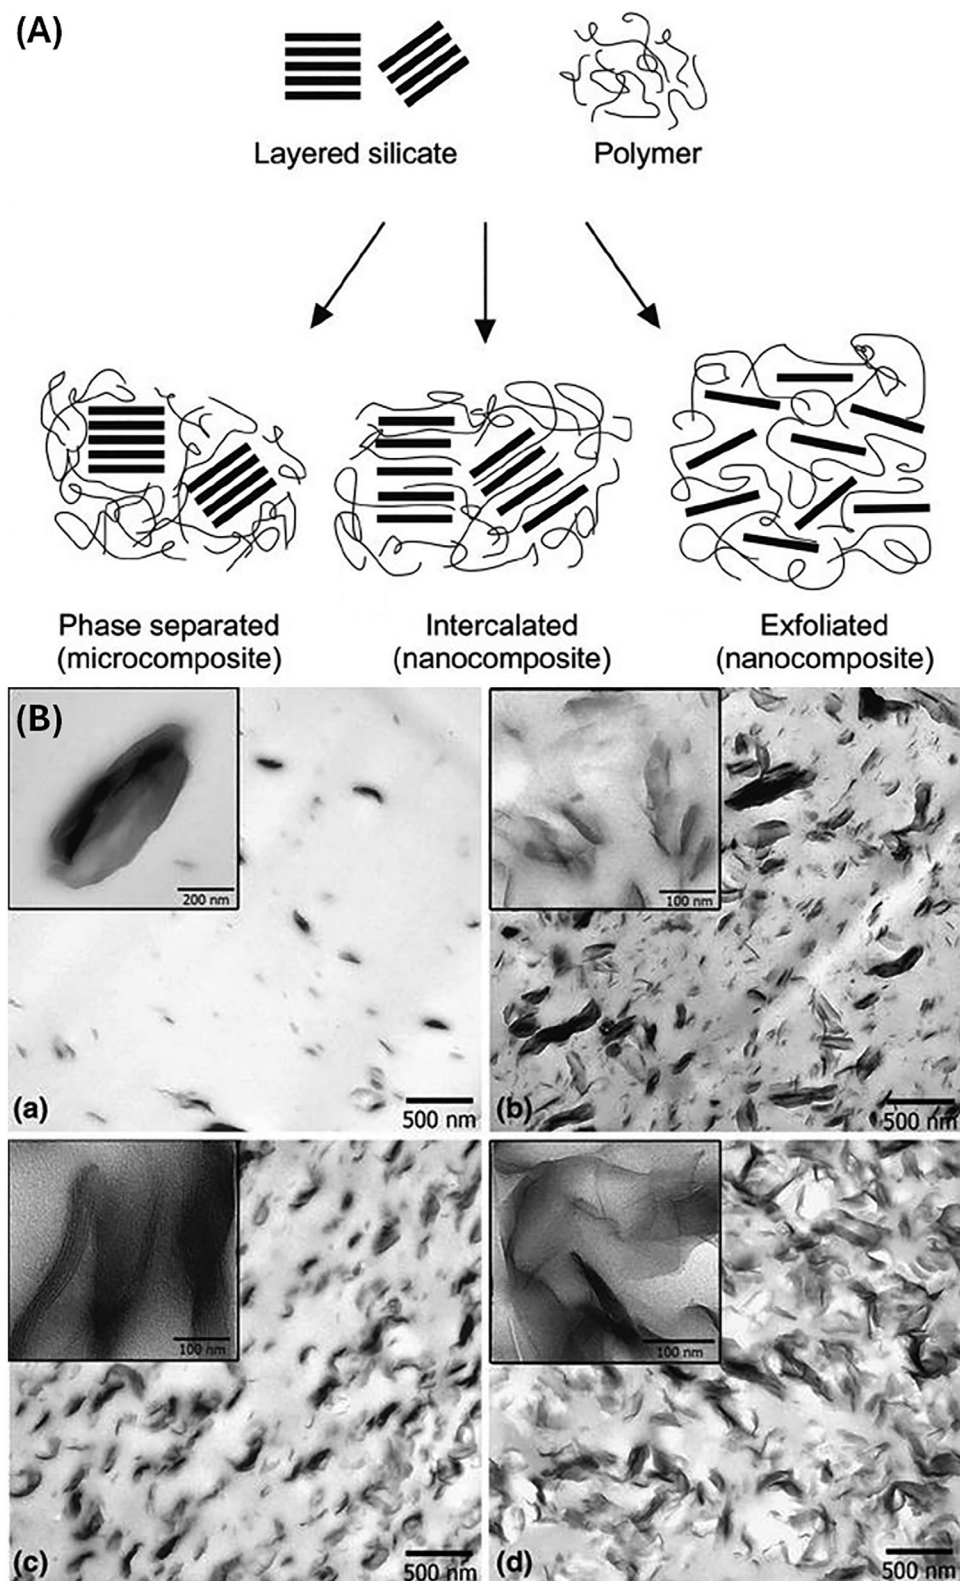 (A)
Layered silicate
Polymer
Phase separated
(microcomposite)
Intercalated
(nanocomposite)
Exfoliated
(nanocomposite)
(B)
200 nm
(a)
500 nm
100 nm
(b)
500 nm
100 nm
(c)
500 nm
100 nm
(d)
500 nm